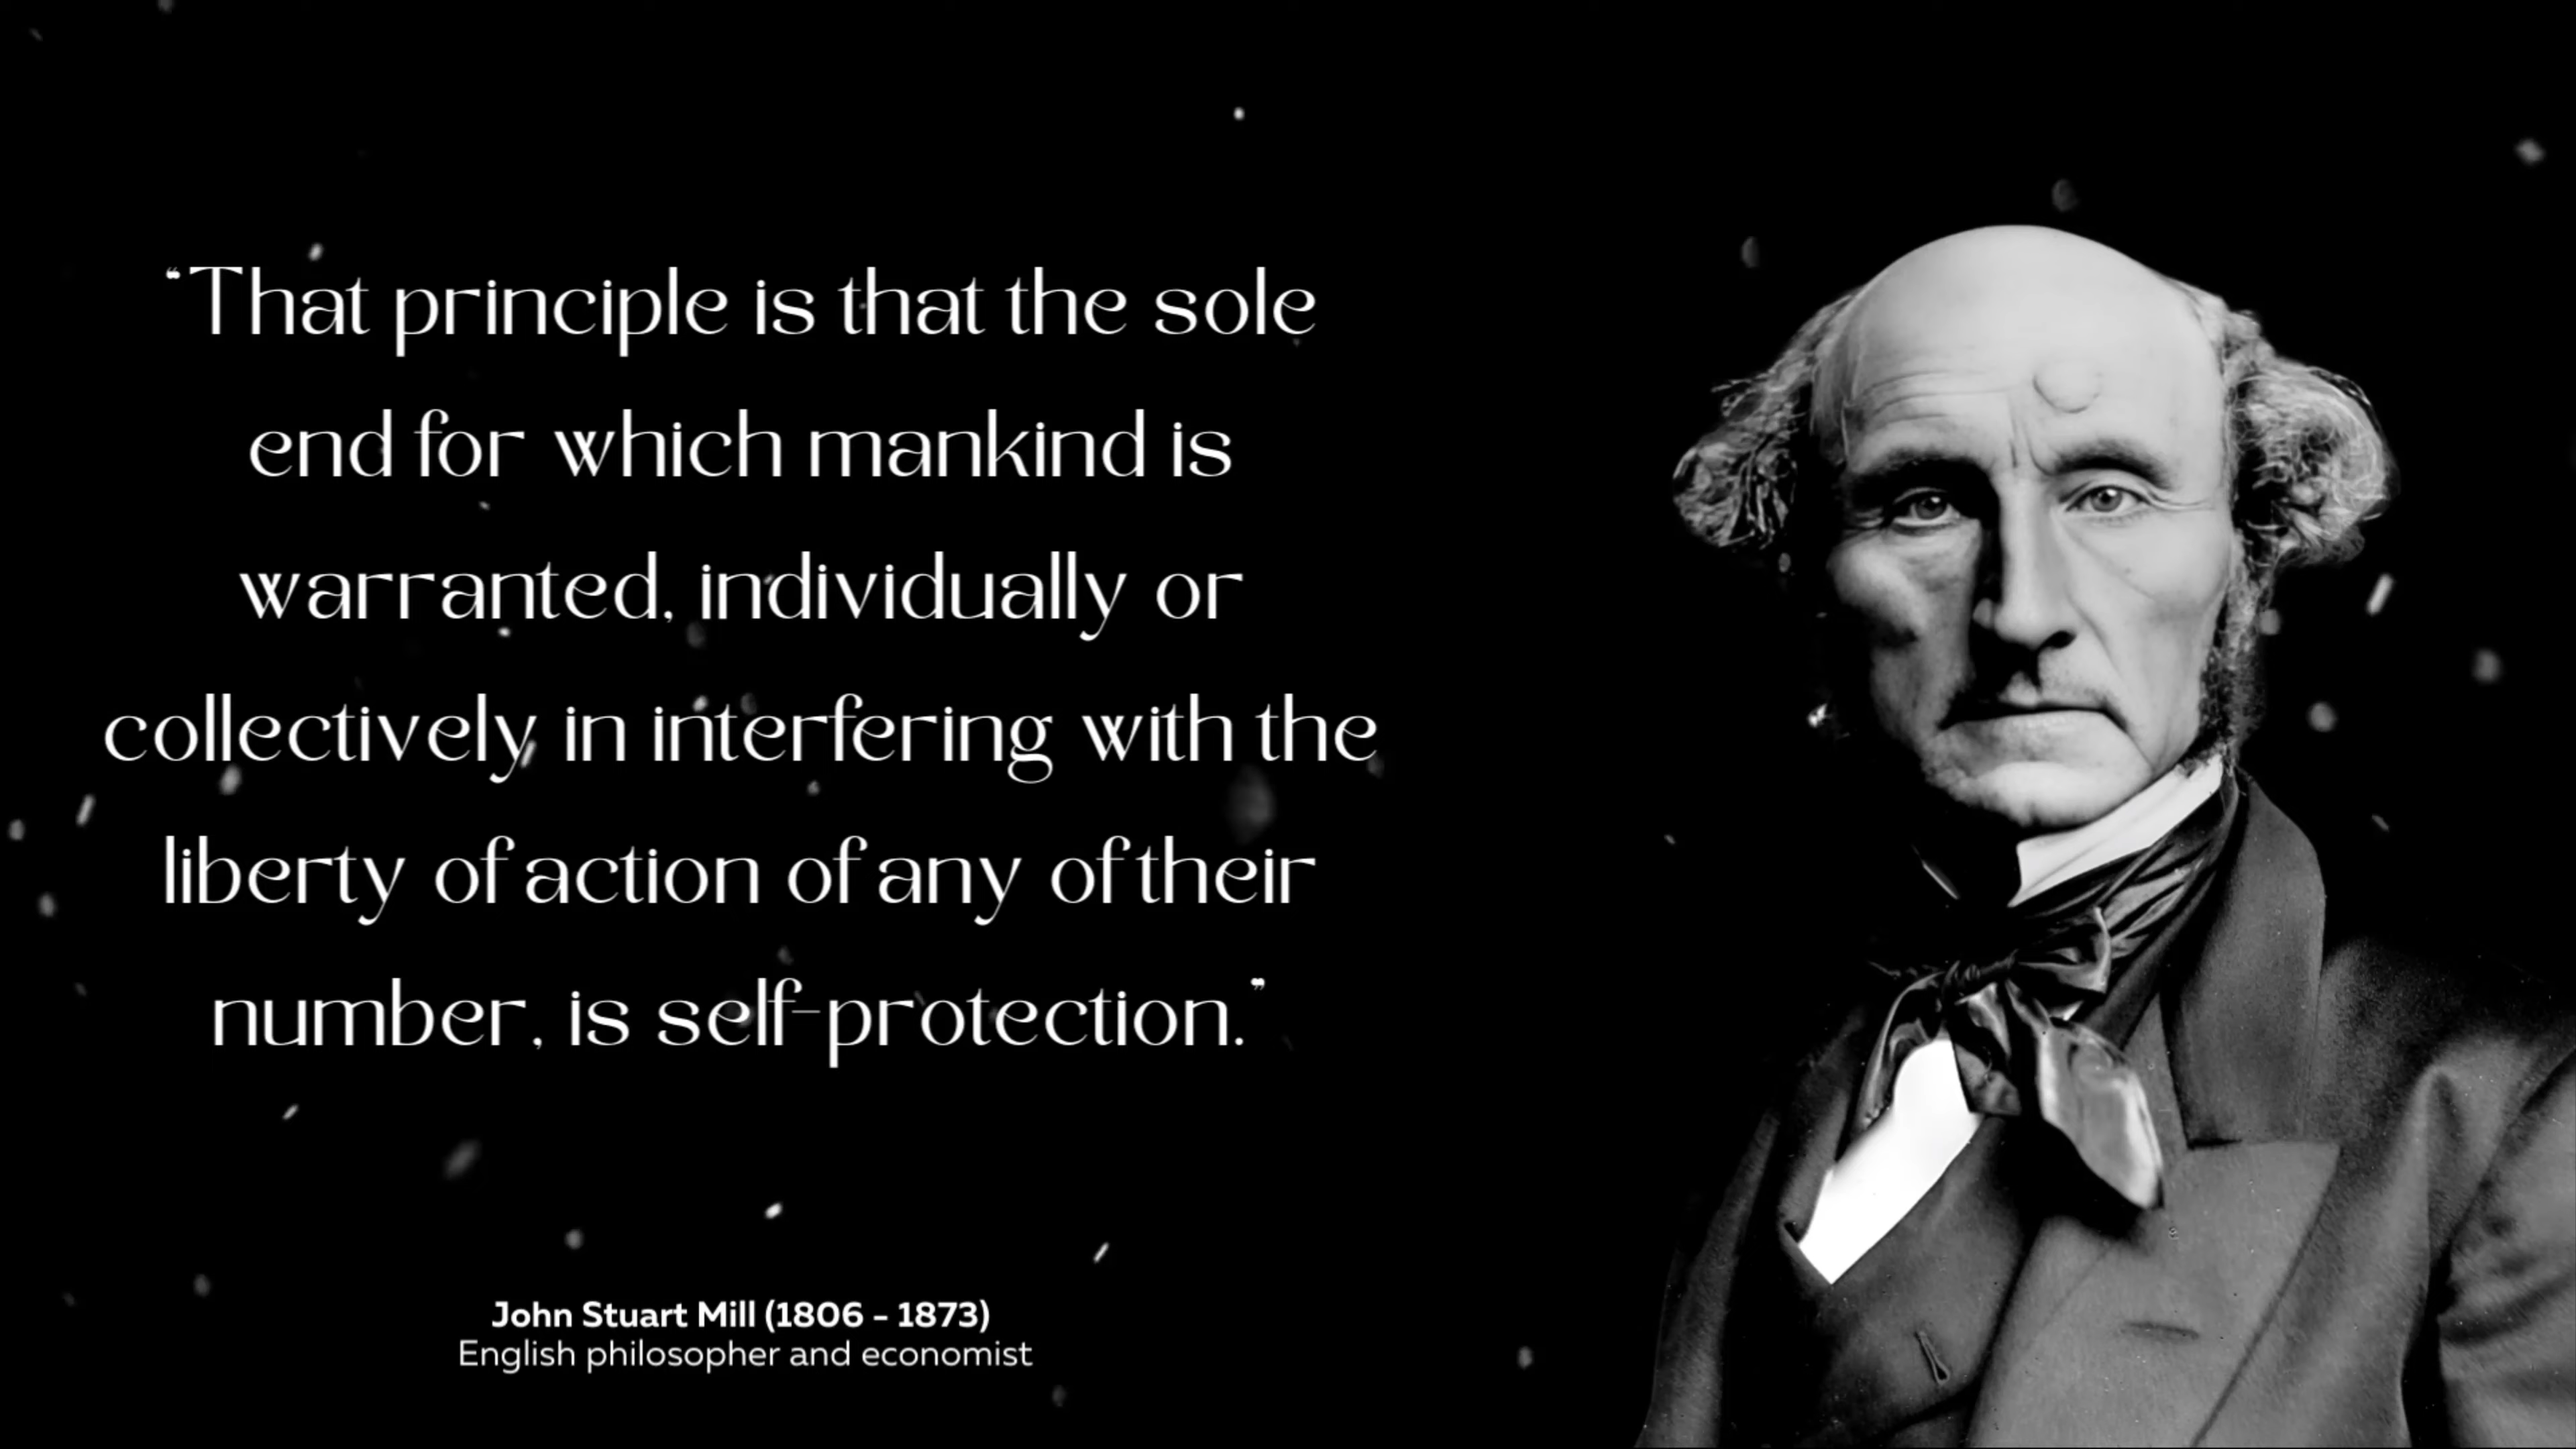 “That principle is that the sole
end for which mankind is
warranted, individually or
collectively in interfering with the
liberty of action of any of their
number, is self-protection.”
John Stuart Mill (1806 - 1873)
English philosopher and economist